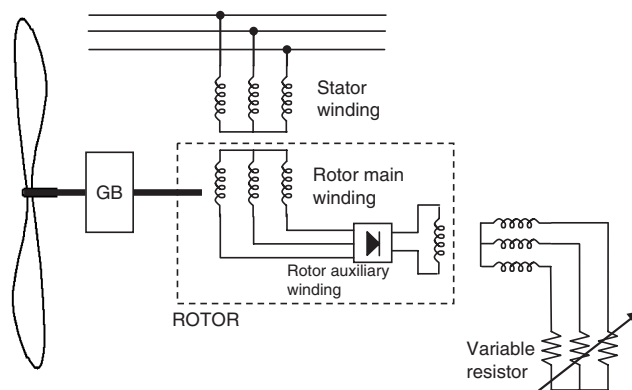 Stator
winding
GB
Rotor main
winding
Rotor auxiliary
winding
ROTOR
Variable
resistor